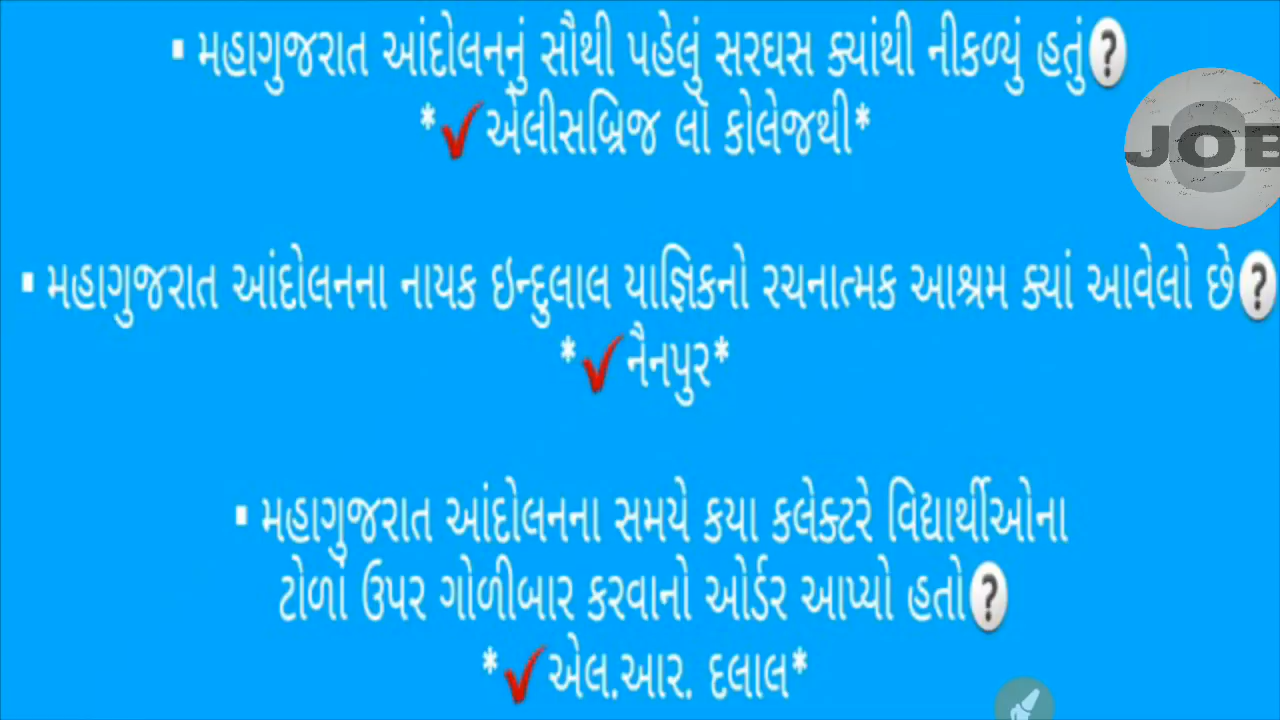 ▪ મહાગુજરાત આંદોલનનું સૌથી પહેલું સરઘસ ક્યાંથી નીકળ્યું હતું❔
*✔એલીસબ્રિજ લૉ કોલેજથી*
JOB
▪ મહાગુજરાત આંદોલનના નાયક ઇન્દુલાલ યાજ્ઞિકનો રચનાત્મક આશ્રમ ક્યાં આવેલો છે❔
*✔નૈનપુર*
▪ મહાગુજરાત આંદોલનના સમયે કયા કલેક્ટરે વિદ્યાર્થીઓના
ટોળાં ઉપર ગોળીબાર કરવાનો ઓર્ડર આપ્યો હતો❔
*✔એલ.આર. દલાલ*